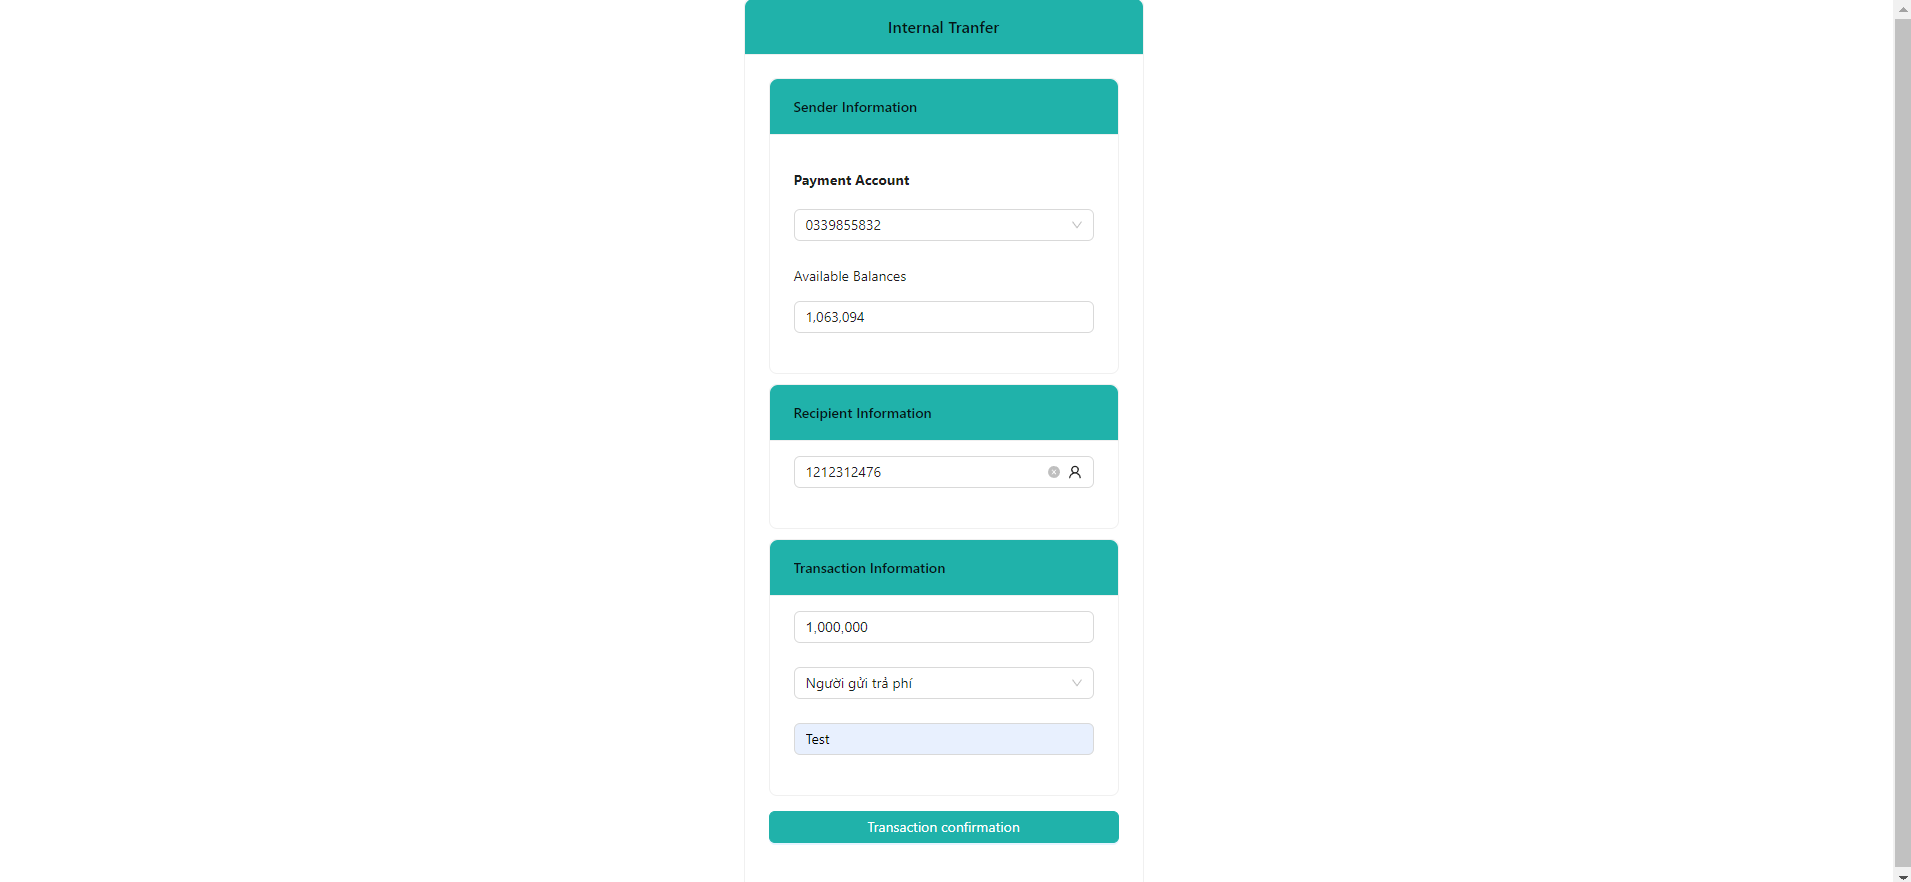 Internal Tranfer
Sender Information
Payment Account
0339855832
Available Balances
1,063,094
Recipient Information
1212312476
Transaction Information
1,000,000
Người gửi trả phí
Test
Transaction confirmation